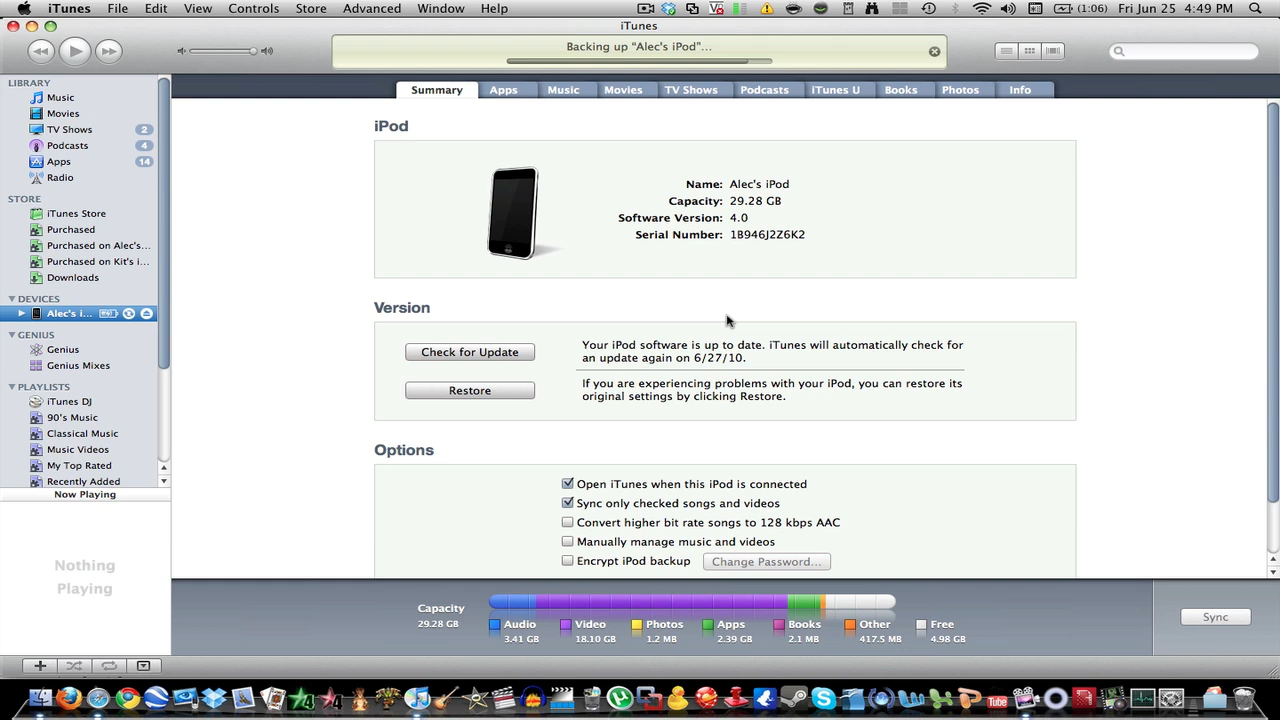 iTunes File Edit View Controls Store Advanced Window Help (1:06) Fri Jun 25 4:49 PM
iTunes
Backing up “Alec's iPod”...
LIBRARY
Music
Movies
TV Shows 2
Podcasts 4
Apps 14
Radio
STORE
iTunes Store
Purchased
Purchased on Alec's...
Purchased on Kit's i...
Downloads
DEVICES
Alec's i...
GENIUS
Genius
Genius Mixes
PLAYLISTS
iTunes DJ
90's Music
Classical Music
Music Videos
My Top Rated
Recently Added
Now Playing
Nothing
Playing
Summary Apps Music Movies TV Shows Podcasts iTunes U Books Photos Info
iPod
Name: Alec's iPod
Capacity: 29.28 GB
Software Version: 4.0
Serial Number: 1B946J2Z6K2
Version
Check for Update
Your iPod software is up to date. iTunes will automatically check for
an update again on 6/27/10.
Restore
If you are experiencing problems with your iPod, you can restore its
original settings by clicking Restore.
Options
Open iTunes when this iPod is connected
Sync only checked songs and videos
Convert higher bit rate songs to 128 kbps AAC
Manually manage music and videos
Encrypt iPod backup Change Password...
Capacity
29.28 GB
Audio
3.41 GB
Video
18.10 GB
Photos
1.2 MB
Apps
2.39 GB
Books
2.1 MB
Other
417.5 MB
Free
4.98 GB
Sync
You Tube